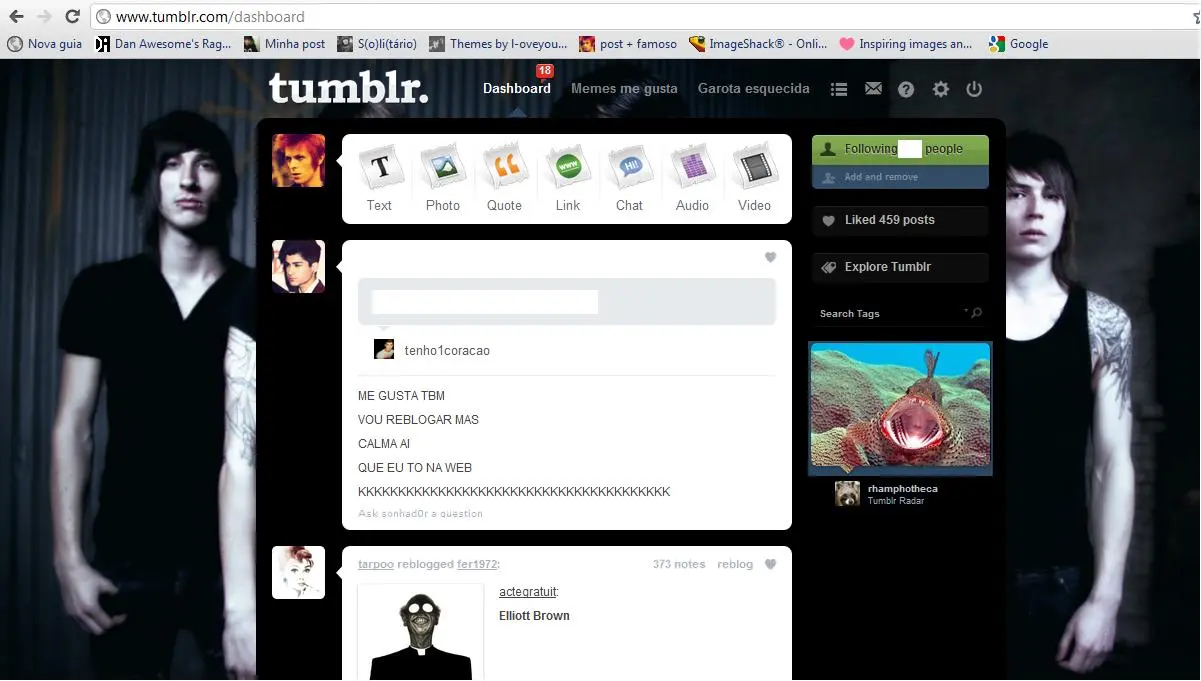 www.tumblr.com/dashboard
Nova guia
Dan Awesome's Rag...
Minha post
S(o)li(tário)
Themes by l-oveyou...
post + famoso
ImageShack® - Onli...
Inspiring images an...
Google
tumblr.
Dashboard
18
Memes me gusta
Garota esquecida
Text
Photo
Quote
Link
Chat
Audio
Video
T
WWW
Hi!
Following people
Add and remove
Liked 459 posts
Explore Tumblr
Search Tags
tenho1coracao
ME GUSTA TBM
VOU REBLOGAR MAS
CALMA AI
QUE EU TO NA WEB
KKKKKKKKKKKKKKKKKKKKKKKKKKKKKKKKKKKKKKK
Ask sonhad0r a question
rhamphotheca
Tumblr Radar
tarpoo reblogged fer1972:
373 notes reblog
actegratuit:
Elliott Brown